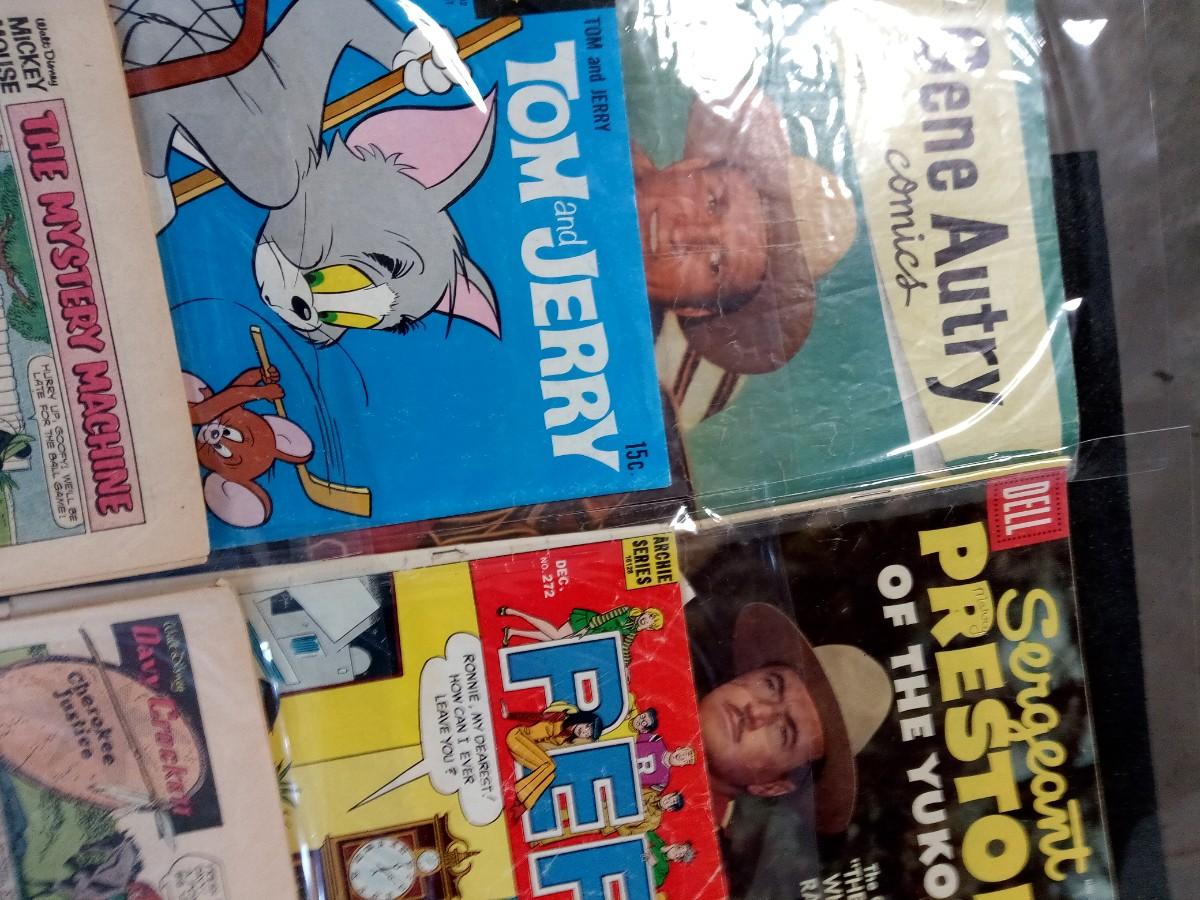 Gene Autry
comics
TOM and JERRY
TOM and JERRY
15c
Walt Disney
MICKEY
MOUSE
THE MYSTERY MACHINE
HURRY UP, GOOFY! WE'LL BE
LATE FOR THE BALL
GAME!
DELL
Sergeant
PRESTON
OF THE YUKO
ARCHIE
SERIES
DEC.
NO. 272
PEP
RONNIE, MY DEAREST!
HOW CAN I EVER
LEAVE YOU?
Walt Disney
Davy Crockett
Cherokee
Justice